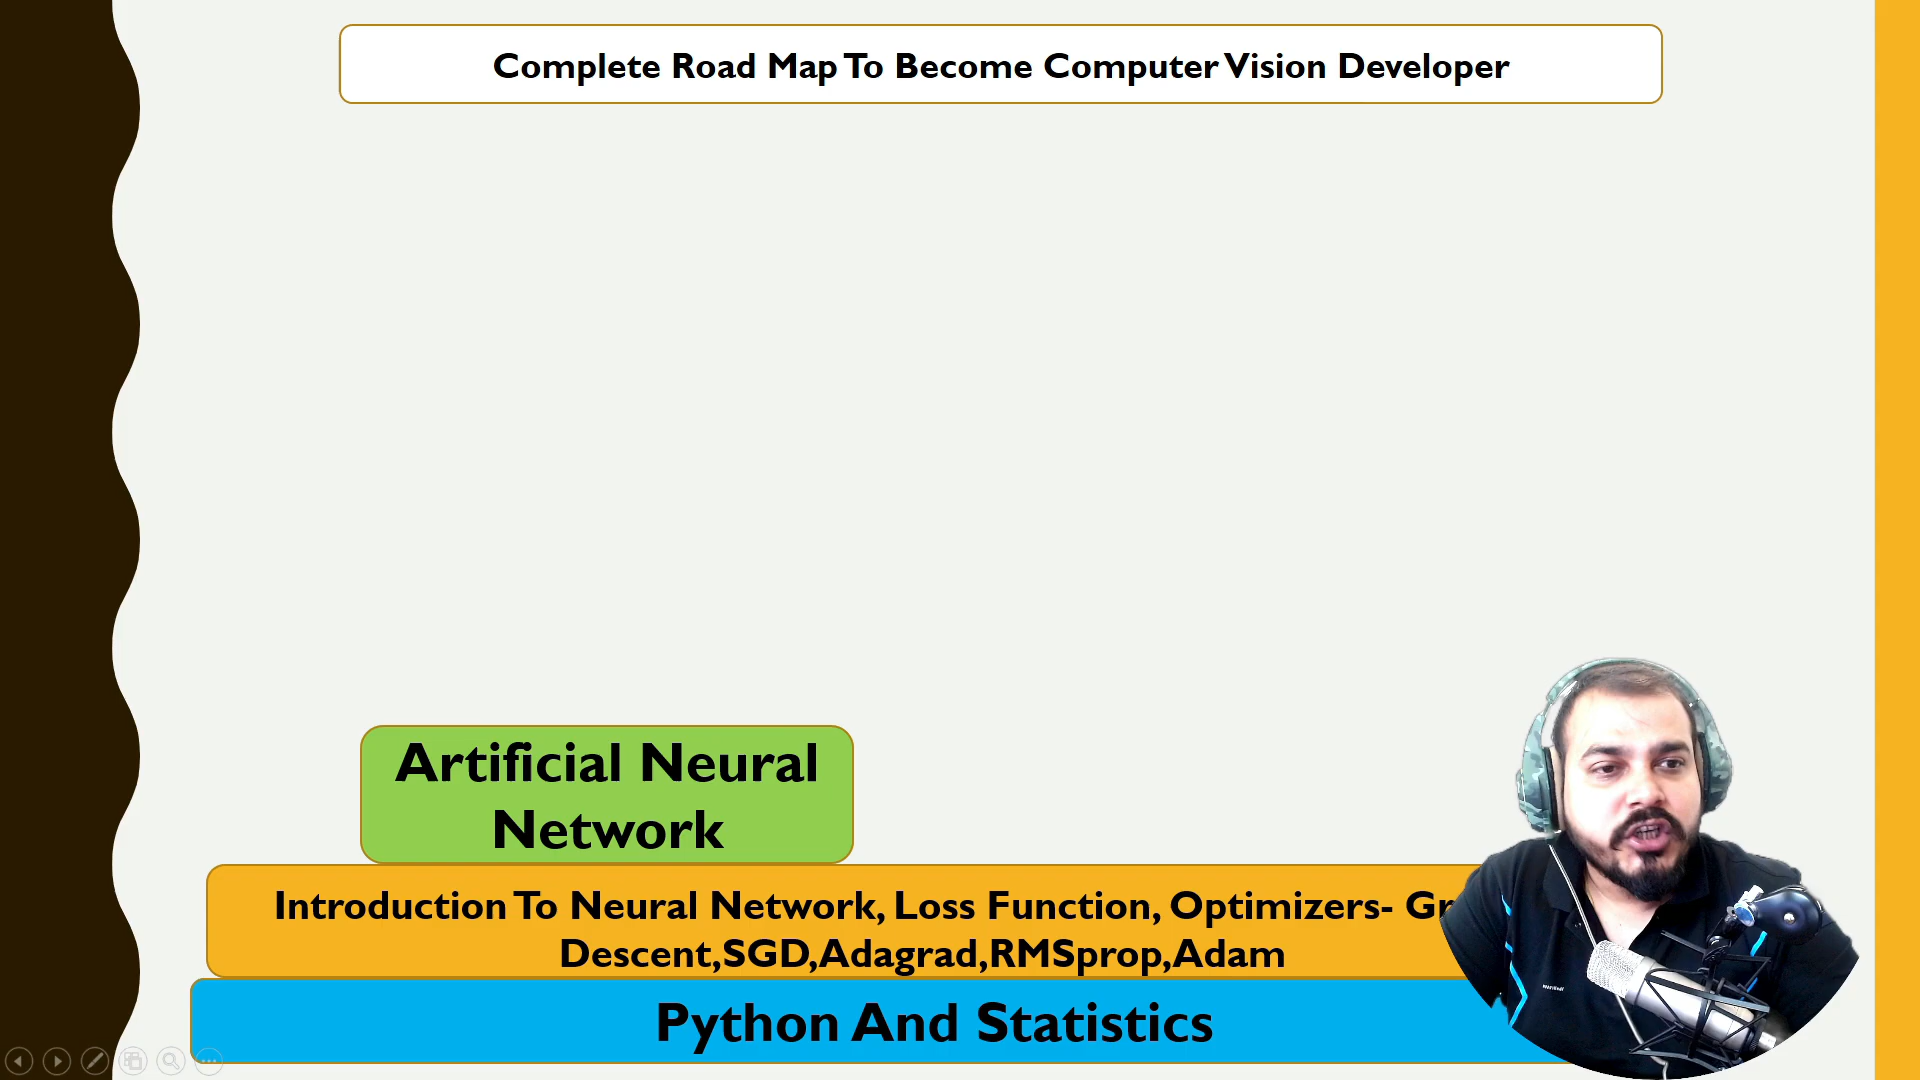 Complete Road Map To Become Computer Vision Developer
Artificial Neural
Network
Introduction To Neural Network, Loss Function, Optimizers-
Descent,SGD,Adagrad,RMSprop,Adam
Python And Statistics